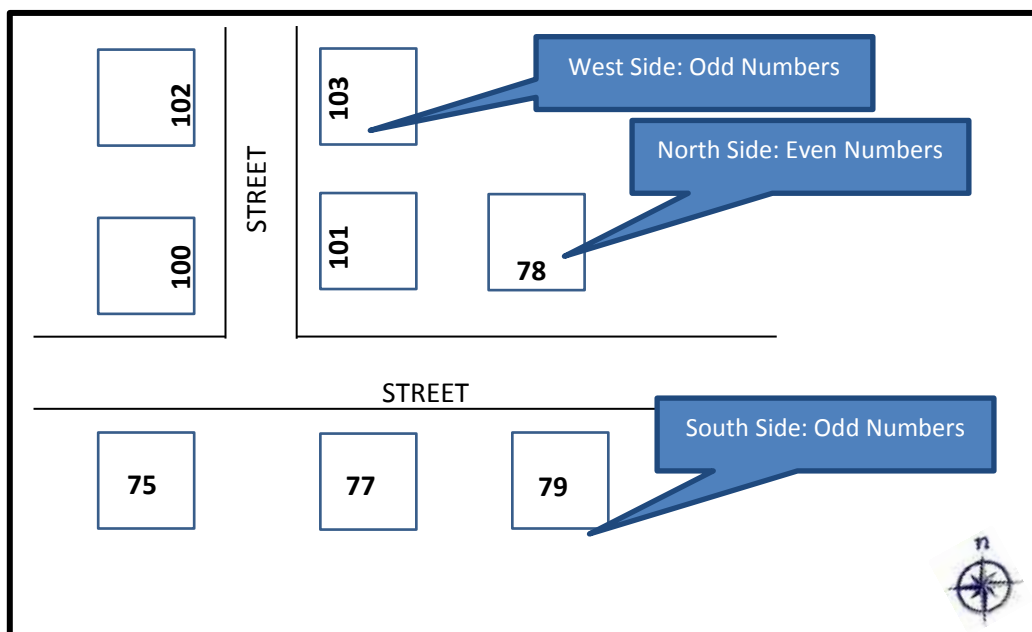 West Side: Odd Numbers
102
103
North Side: Even Numbers
STREET
100
101
78
STREET
South Side: Odd Numbers
75
77
79
n